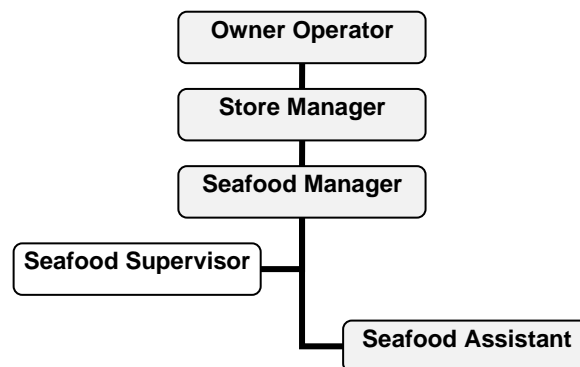 Owner Operator
Store Manager
Seafood Manager
Seafood Supervisor
Seafood Assistant